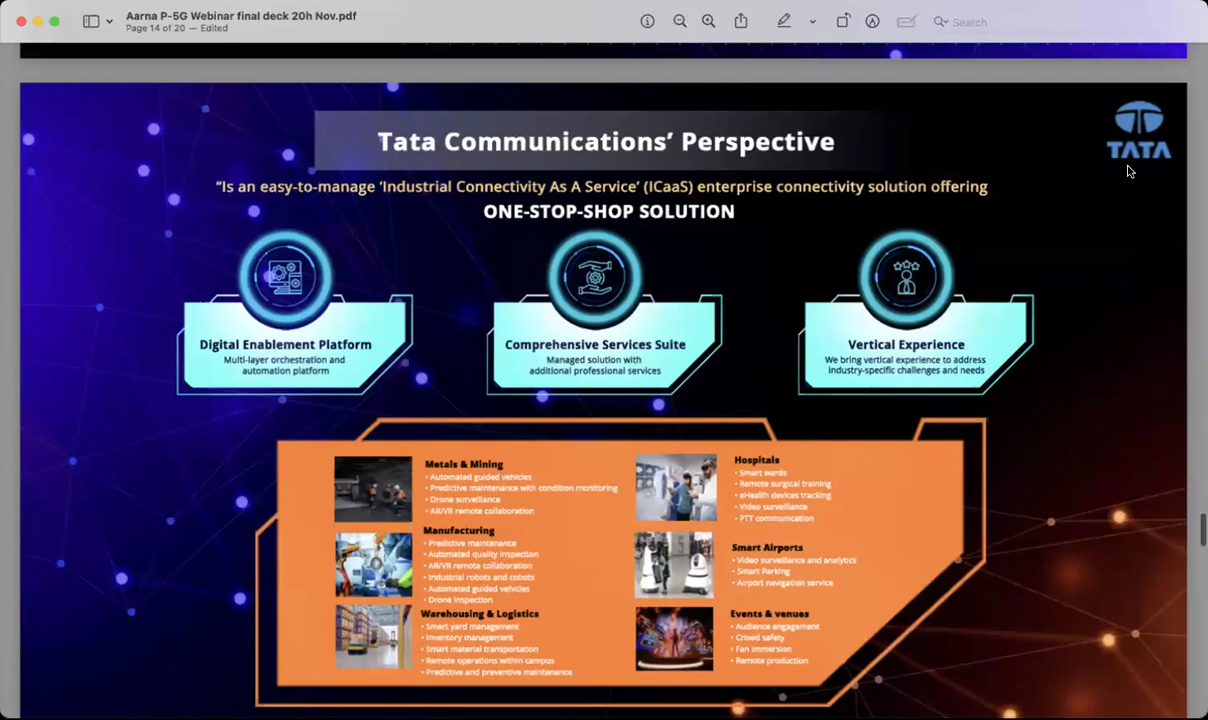 Aarna P-5G Webinar final deck 20h Nov.pdf
Page 14 of 20 — Edited
Search
Tata Communications’ Perspective
TATA
“Is an easy-to-manage ‘Industrial Connectivity As A Service’ (ICaaS) enterprise connectivity solution offering
ONE-STOP-SHOP SOLUTION
Digital Enablement Platform
Multi-layer orchestration and
automation platform
Comprehensive Services Suite
Managed solution with
additional professional services
Vertical Experience
We bring vertical experience to address
industry-specific challenges and needs
Metals & Mining
• Automated guided vehicles
• Predictive maintenance with condition monitoring
• Drone surveillance
• AR/VR remote collaboration
Manufacturing
• Predictive maintenance
• Automated quality inspection
• AR/VR remote collaboration
• Industrial robots and cobots
• Automated guided vehicles
• Drone inspection
Warehousing & Logistics
• Smart yard management
• Inventory management
• Smart material transportation
• Remote operations within campus
• Predictive and preventive maintenance
Hospitals
• Smart wards
• Remote surgical training
• eHealth devices tracking
• Video surveillance
• PTT communication
Smart Airports
• Video surveillance and analytics
• Smart Parking
• Airport navigation service
Events & venues
• Audience engagement
• Crowd safety
• Fan immersion
• Remote production